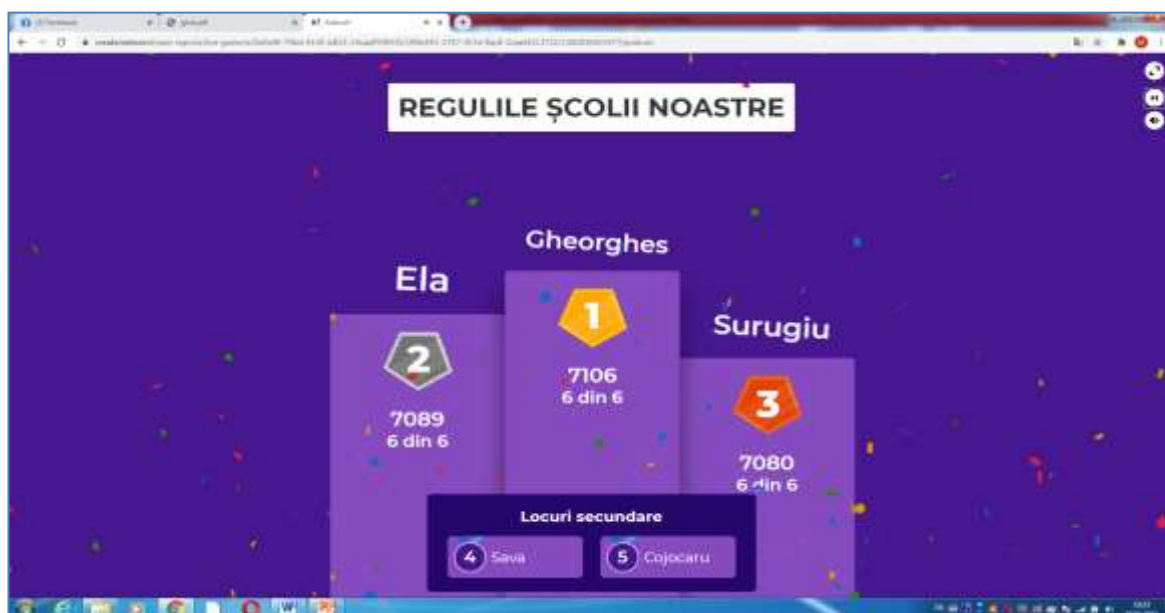 REGULILE ȘCOLII NOASTRE
Gheorghes
Ela
Surugiu
1
7106
6 din 6
2
7089
6 din 6
3
7080
6 din 6
Locuri secundare
4 Sava
5 Cojocaru